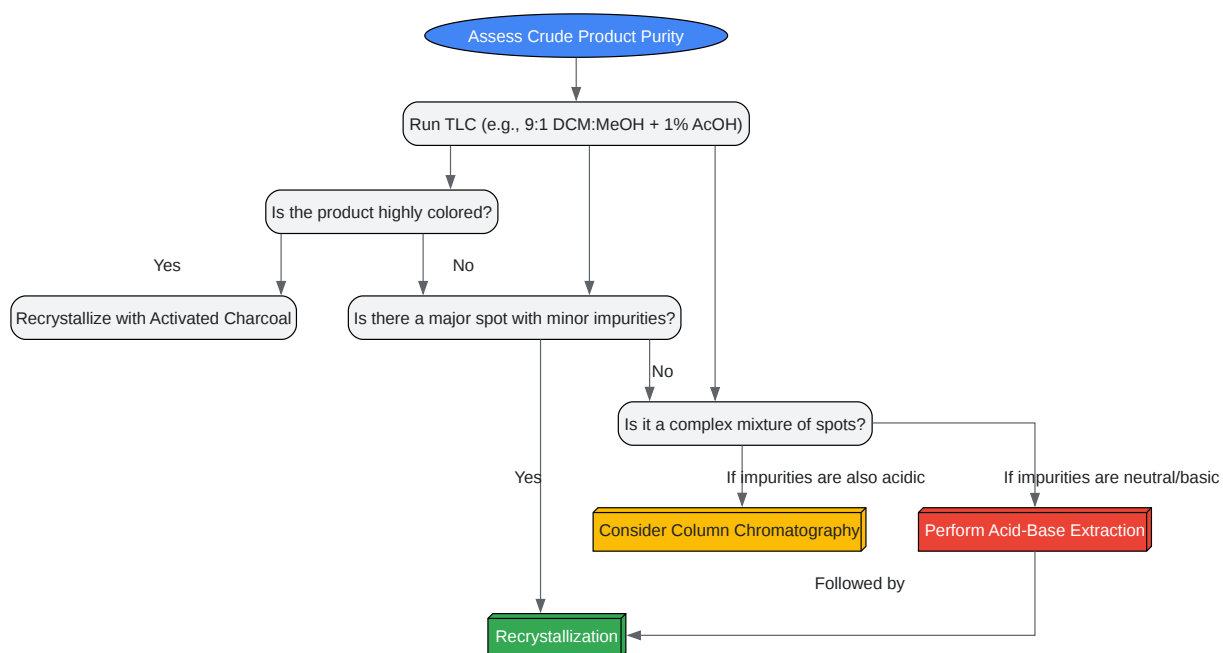 Assess Crude Product Purity
Run TLC (e.g., 9:1 DCM:MeOH + 1% AcOH)
Is the product highly colored?
Yes
No
Recrystallize with Activated Charcoal
Is there a major spot with minor impurities?
No
Is it a complex mixture of spots?
Yes
If impurities are also acidic
If impurities are neutral/basic
Consider Column Chromatography
Perform Acid-Base Extraction
Followed by
Recrystallization